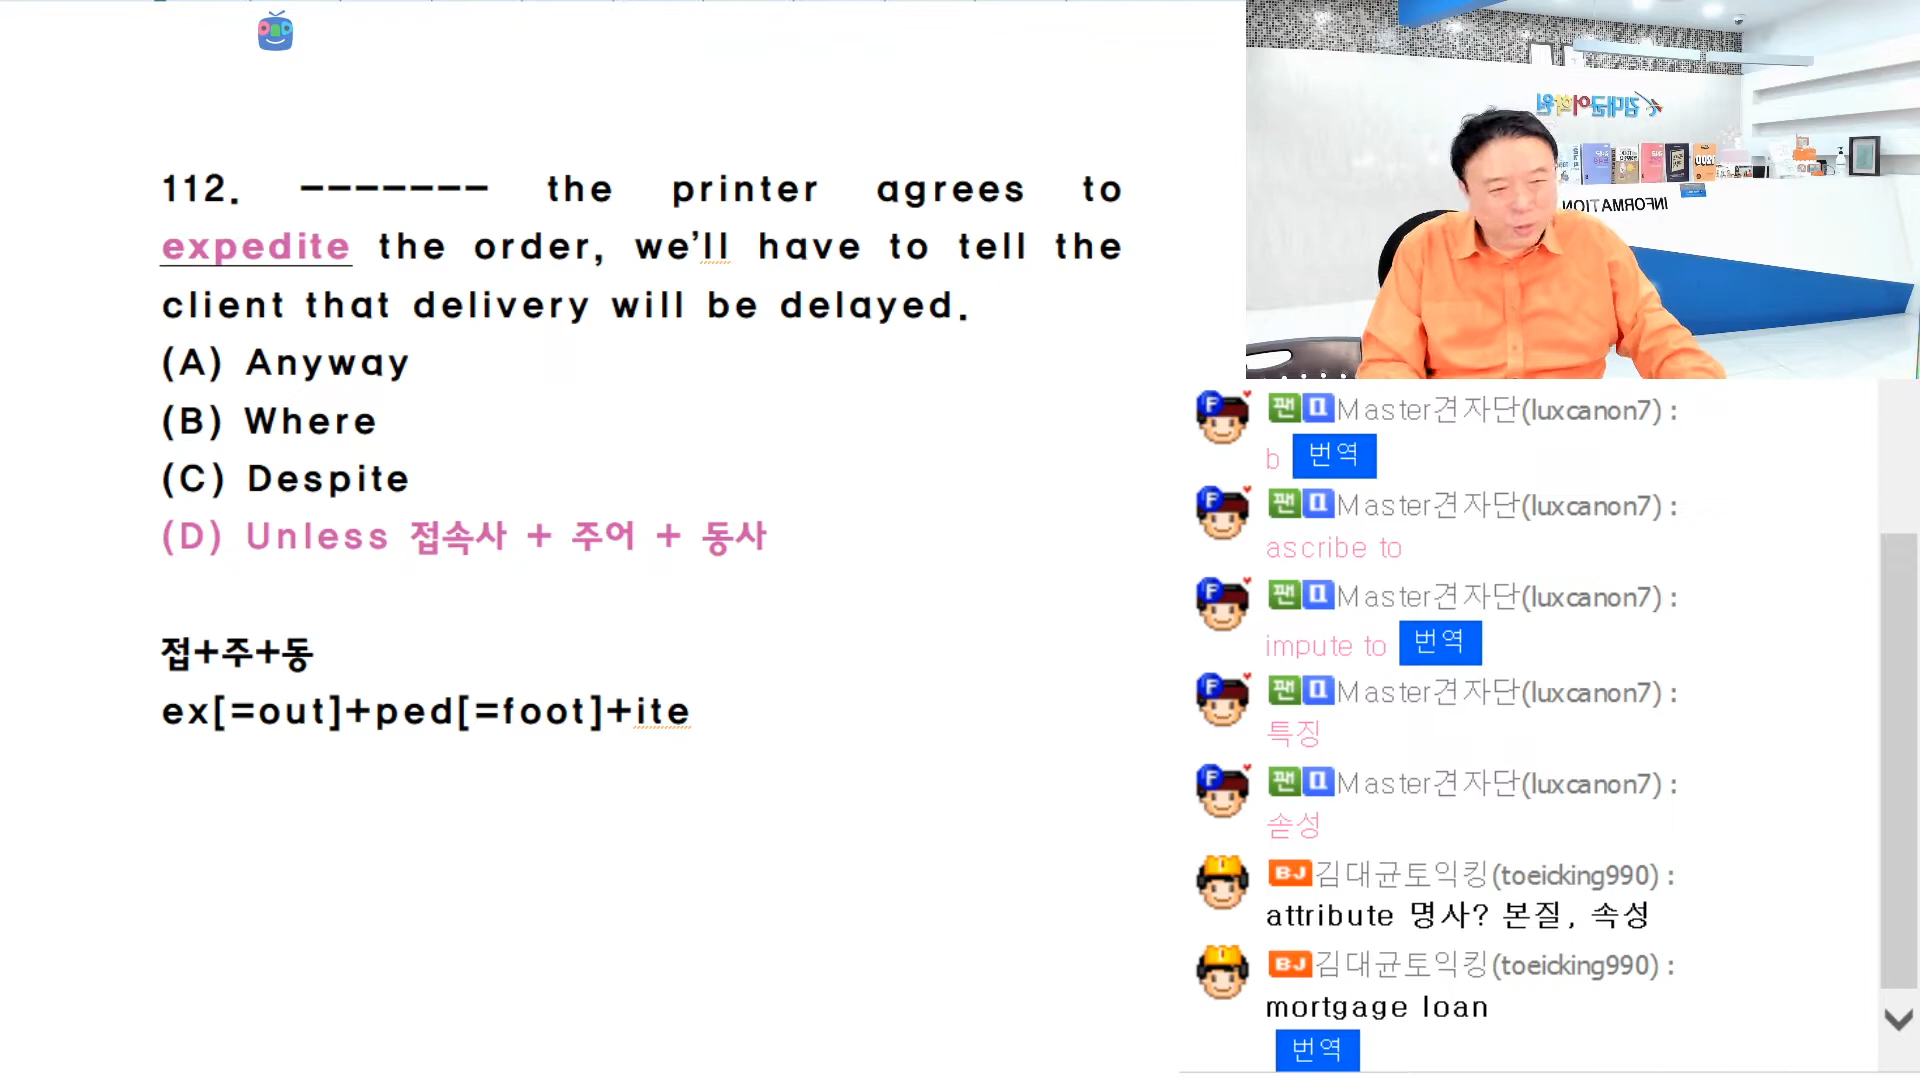 112. ------- the printer agrees to
expedite the order, we'll have to tell the
client that delivery will be delayed.
(A) Anyway
(B) Where
(C) Despite
(D) Unless 접속사 + 주어 + 동사
접+주+동
ex[=out]+ped[=foot]+ite
김대균어학원
INFORMATION
팬 Master견자단(luxcanon7) :
b 번역
팬 Master견자단(luxcanon7) :
ascribe to
팬 Master견자단(luxcanon7) :
impute to 번역
팬 Master견자단(luxcanon7) :
특징
팬 Master견자단(luxcanon7) :
솓성
BJ 김대균토익킹(toeicking990) :
attribute 명사? 본질, 속성
BJ 김대균토익킹(toeicking990) :
mortgage loan
번역